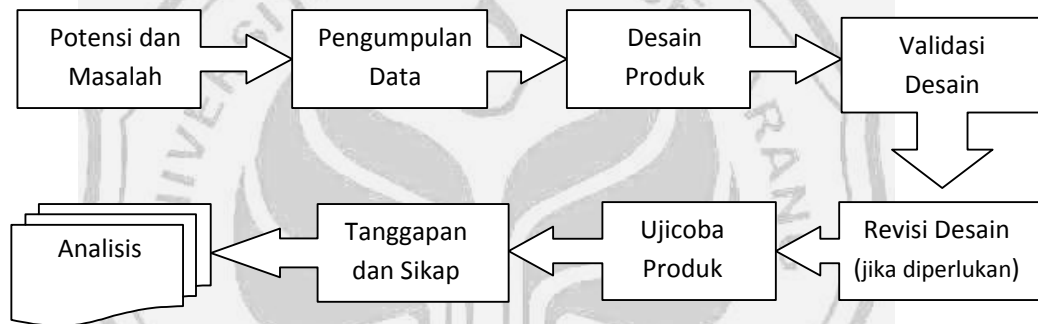 Potensi dan
Masalah
Pengumpulan
Data
Desain
Produk
Validasi
Desain
Revisi Desain
(jika diperlukan)
Ujicoba
Produk
Tanggapan
dan Sikap
Analisis